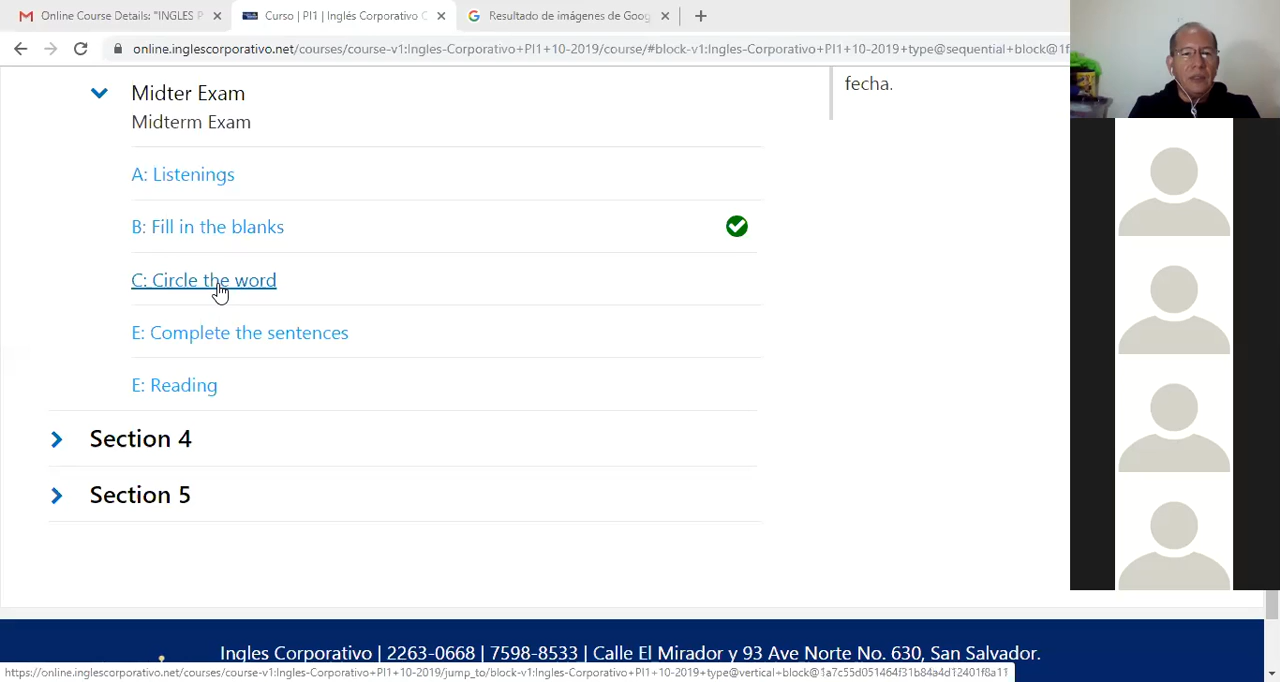 Online Course Details: "INGLES P
Curso | PI1 | Inglés Corporativo C
Resultado de imágenes de Goog
online.inglescorporativo.net/courses/course-v1:Ingles-Corporativo+PI1+10-2019/course/#block-v1:Ingles-Corporativo+PI1+10-2019+type@sequential+block@1f
Midter Exam
fecha.
Midterm Exam
A: Listenings
B: Fill in the blanks
C: Circle the word
E: Complete the sentences
E: Reading
Section 4
Section 5
Ingles Corporativo | 2263-0668 | 7598-8533 | Calle El Mirador y 93 Ave Norte No. 630, San Salvador.
https://online.inglescorporativo.net/courses/course-v1:Ingles-Corporativo+PI1+10-2019/jump_to/block-v1:Ingles-Corporativo+PI1+10-2019+type@vertical+block@1a7c55d051464f31b84a4d12401f8a11